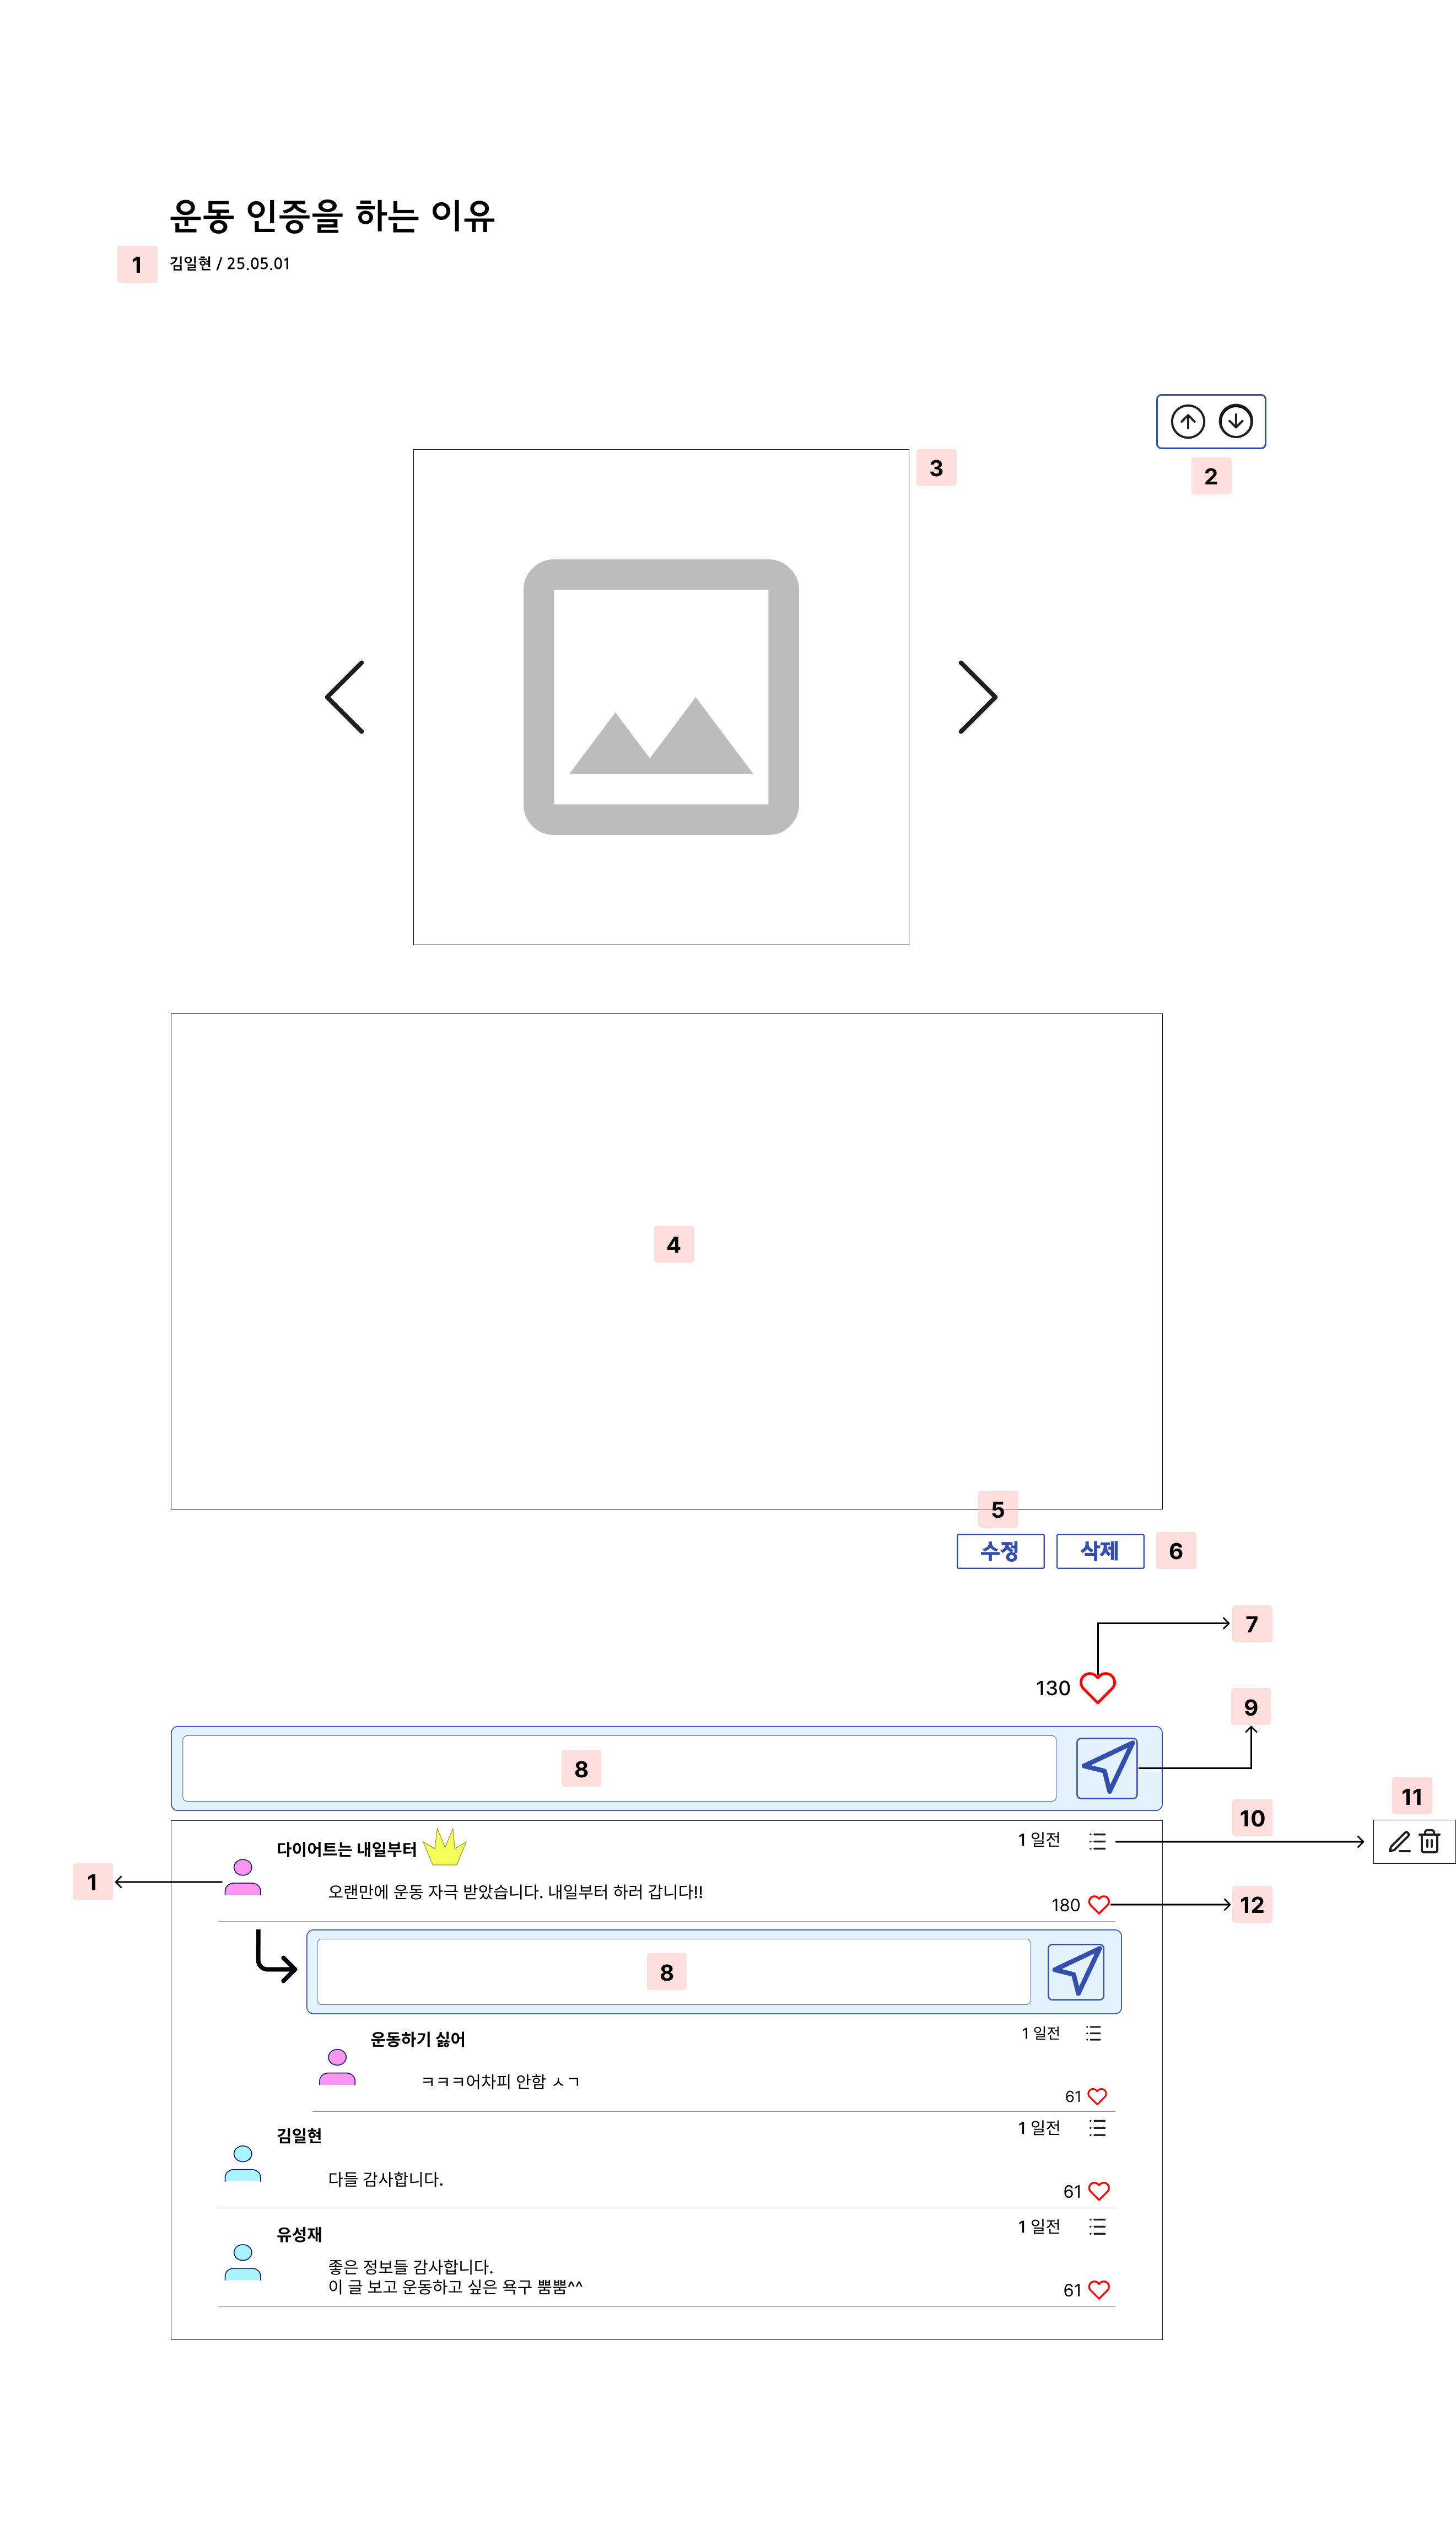 운동 인증을 하는 이유
1 김일현 / 25.05.01
2
3
4
5
수정 삭제 6
7
130
9
8
11
10
다이어트는 내일부터 1 일전
1
오랜만에 운동 자극 받았습니다. 내일부터 하러 갑니다!!
180 12
8
운동하기 싫어 1 일전
ㅋㅋㅋ어차피 안함 ㅅㄱ
61
김일현 1 일전
다들 감사합니다.
61
유성재 1 일전
좋은 정보들 감사합니다.
이 글 보고 운동하고 싶은 욕구 뿜뿜^^
61